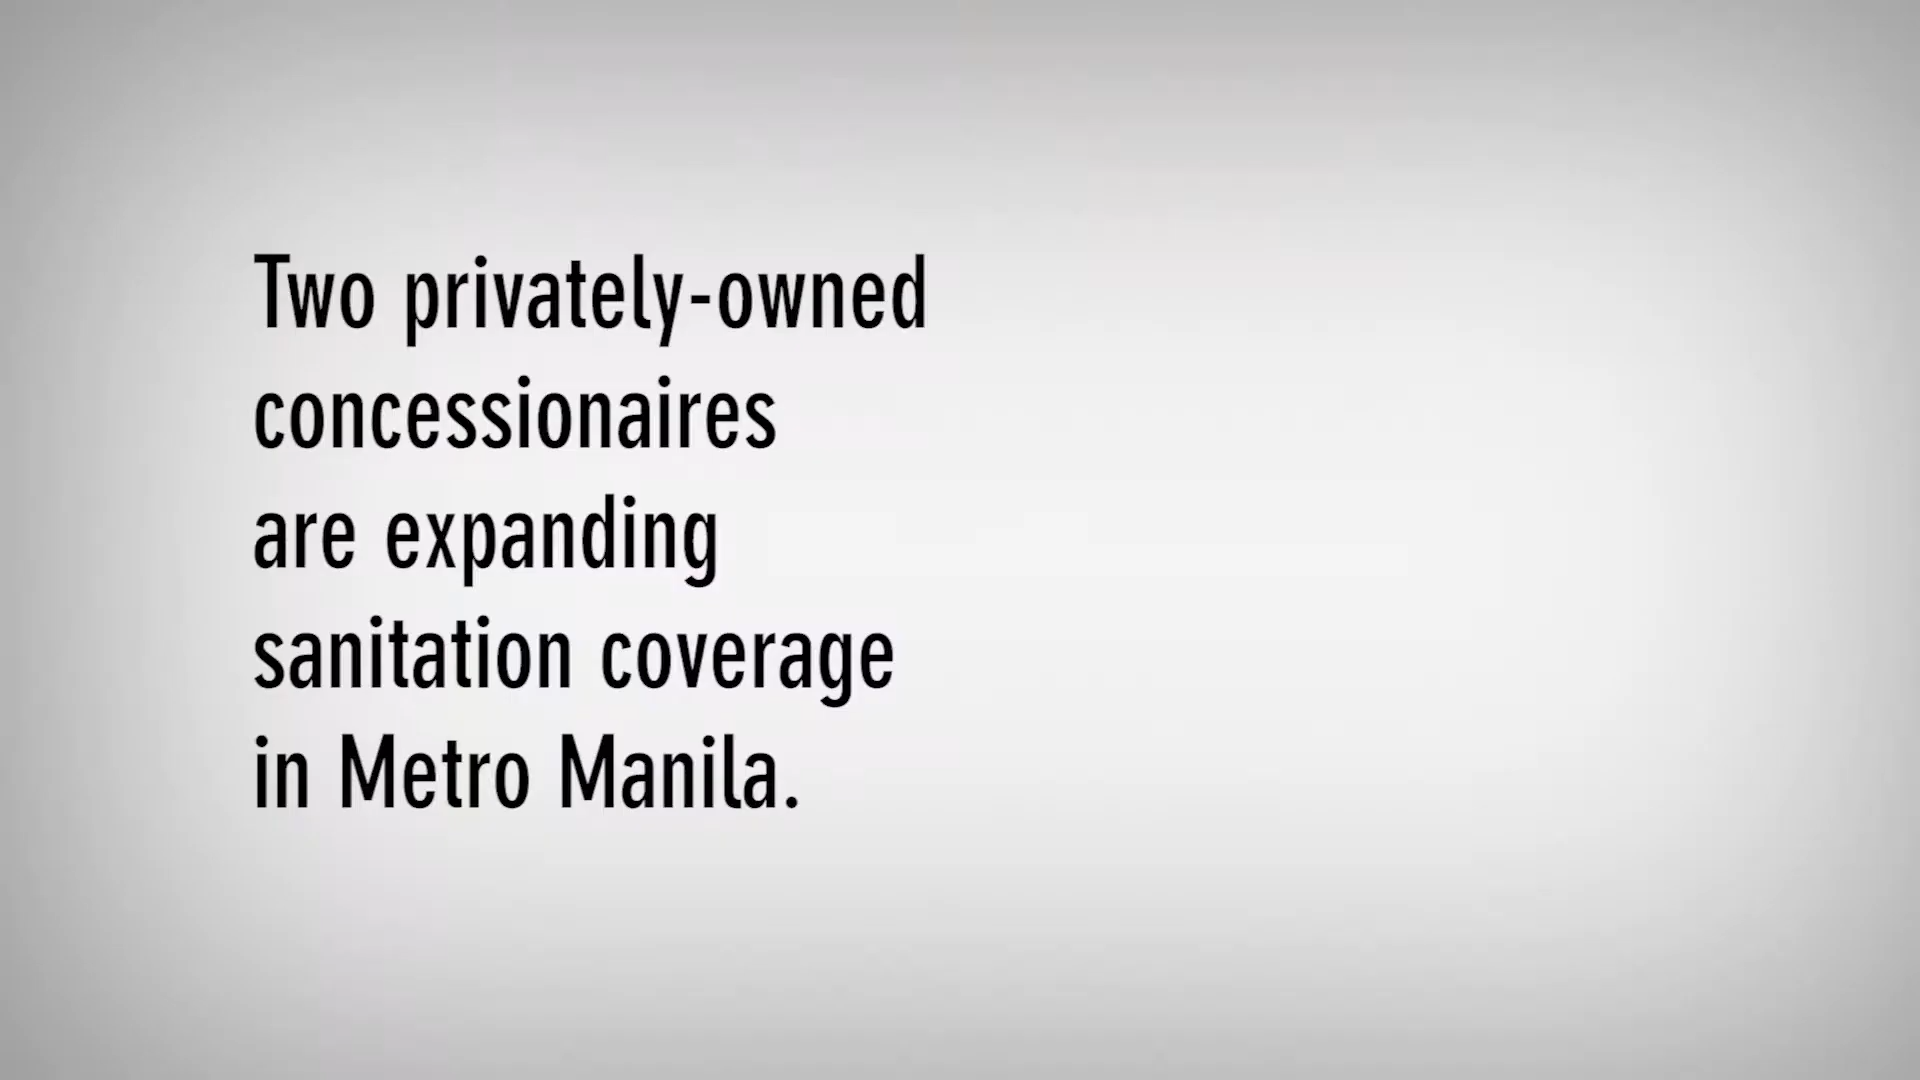 Two privately-owned
concessionaires
are expanding
sanitation coverage
in Metro Manila.